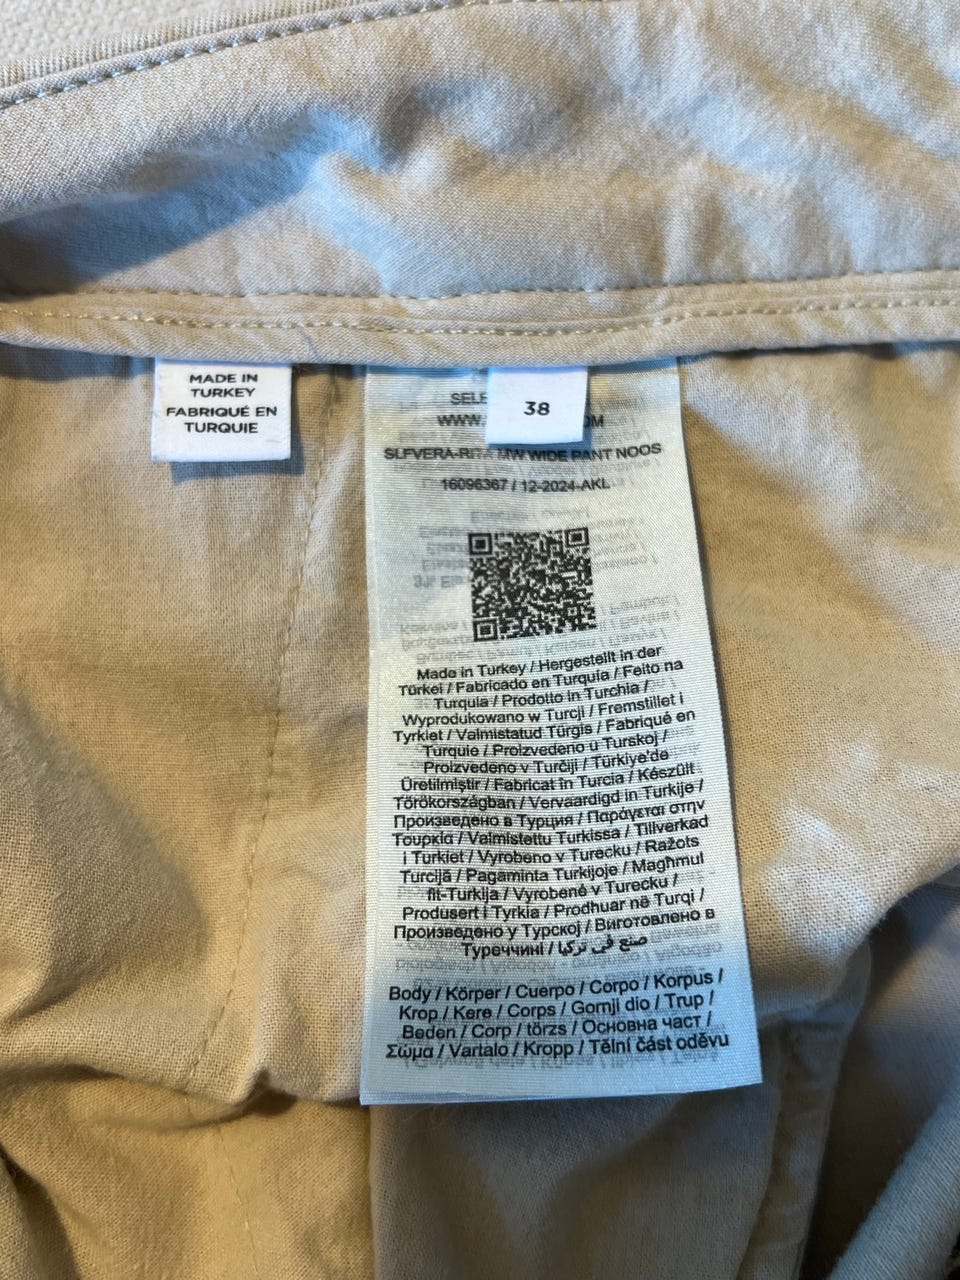 MADE IN
TURKEY
FABRIQUÉ EN
TURQUIE
38
WWW.
SLFVERA-RITA MW WIDE PANT NOOS
16096367 / 12-2024-AKL
Made in Turkey / Hergestellt in der
Türkei / Fabricado en Turquía / Feito na
Turquia / Prodotto in Turchia /
Wyprodukowano w Turcji / Fremstillet i
Tyrkiet / Valmistatud Türgis / Fabriqué en
Turquie / Proizvedeno u Turskoj /
Proizvedeno v Turčiji / Türkiye'de
Üretilmiştir / Fabricat în Turcia / Készült
Törökországban / Vervaardigd in Turkije /
Произведено в Турция / Παράγεται στην
Τουρκία / Valmistettu Turkissa / Tillverkad
i Turkiet / Vyrobeno v Turecku / Ražots
Turcijā / Pagaminta Turkijoje / Magħmul
fit-Turkija / Vyrobené v Turecku /
Produsert i Tyrkia / Prodhuar në Turqi /
Произведено у Турској / Виготовлено в
Туреччині / صنع في تركيا
Body / Körper / Cuerpo / Corpo / Korpus /
Krop / Kere / Corps / Gornji dio / Trup /
Beden / Corp / törzs / Основна част /
Σώμα / Vartalo / Kropp / Tělní část oděvu